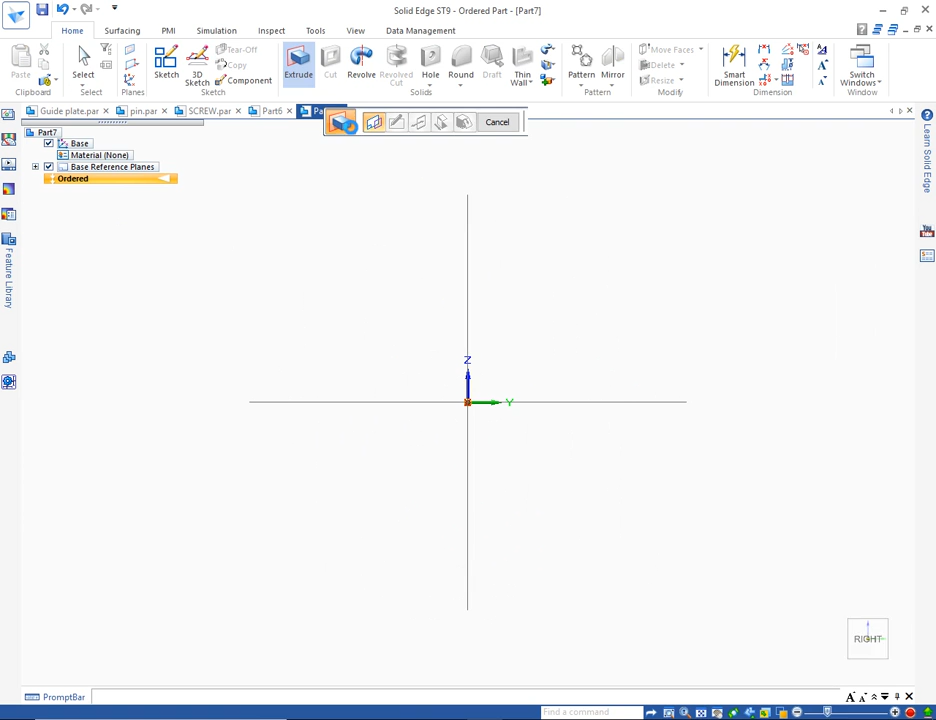 Solid Edge ST9 - Ordered Part - [Part7]
Home Surfacing PMI Simulation Inspect Tools View Data Management
Paste
Clipboard
Select
Select
Planes
Sketch
3D Sketch
Tear-Off
Copy
Component
Sketch
Extrude
Cut
Revolve
Revolved Cut
Hole
Round
Draft
Thin Wall
Solids
Pattern
Mirror
Pattern
Move Faces
Delete
Resize
Modify
Smart Dimension
Dimension
Switch Windows
Window
Guide plate.par pin.par SCREW.par Part6 Pa
Cancel
Part7
Base
Material (None)
Base Reference Planes
Ordered
Feature Library
Learn Solid Edge
You Tube
Z
Y
RIGHT
PromptBar
Find a command